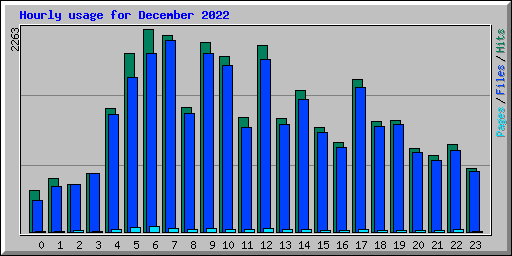 Hourly usage for December 2022
2263
Pages/Files/Hits
0 1 2 3 4 5 6 7 8 9 10 11 12 13 14 15 16 17 18 19 20 21 22 23